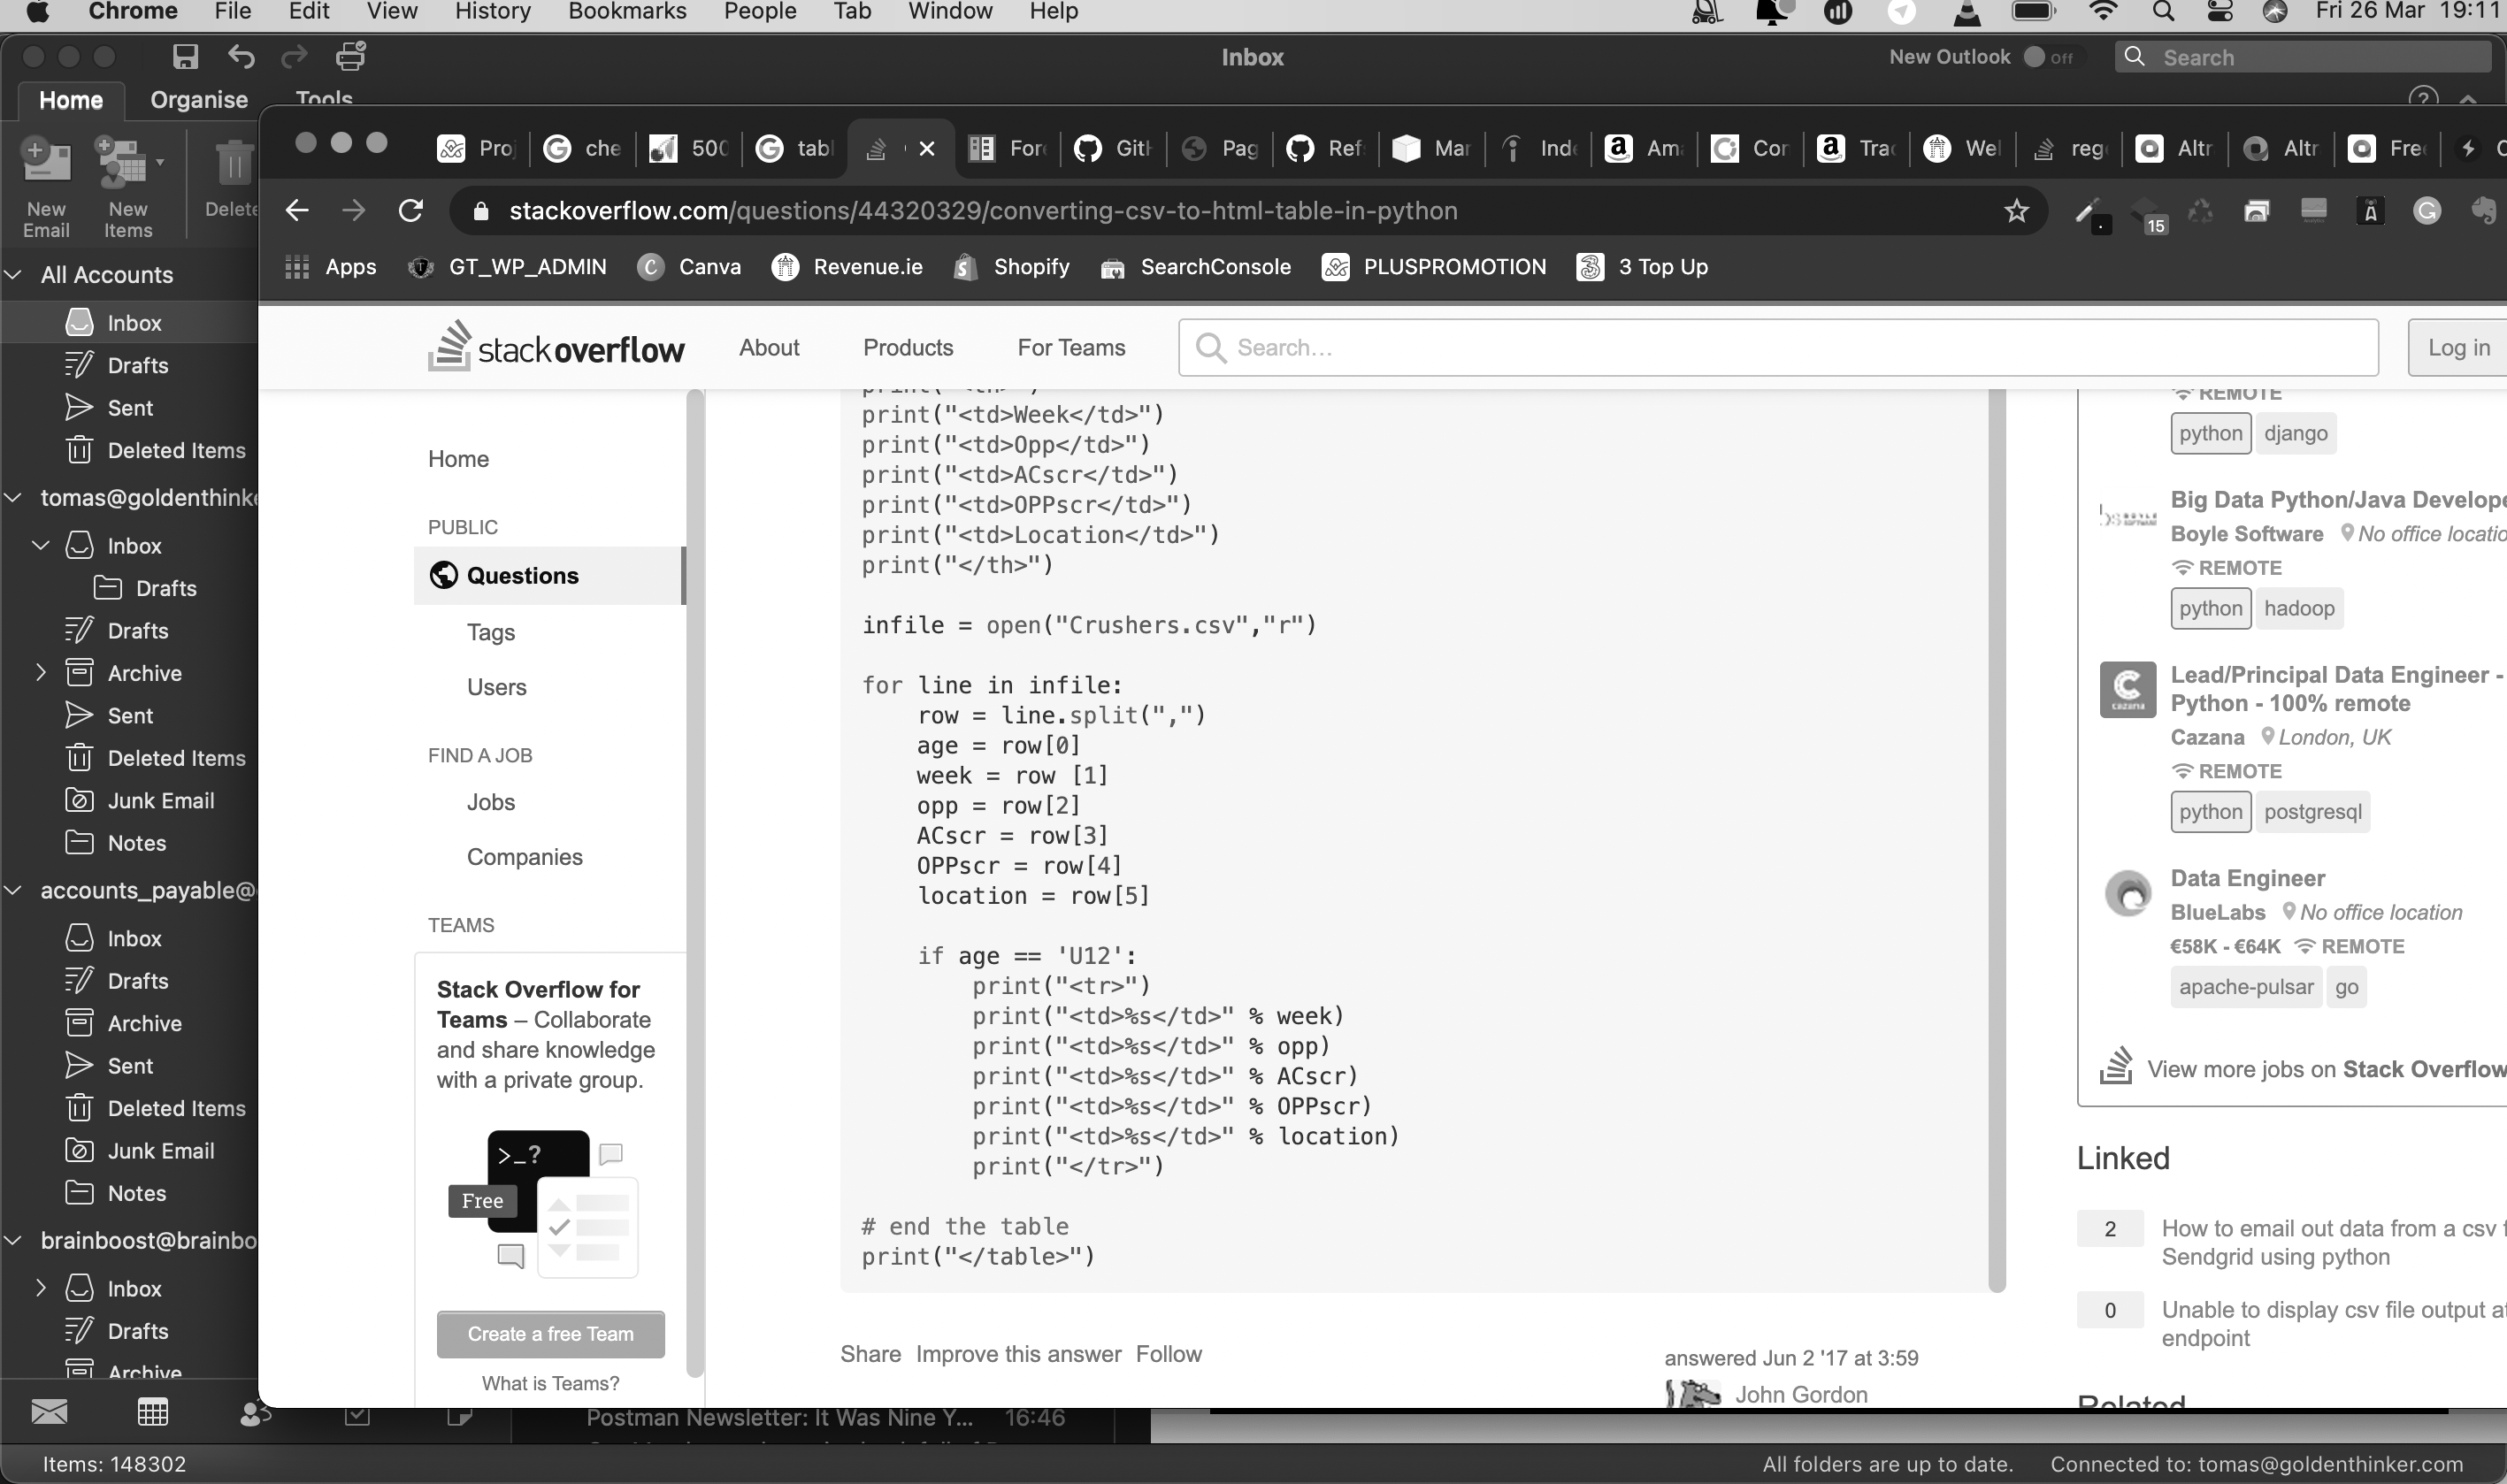 Chrome File Edit View History Bookmarks People Tab Window Help
Fri 26 Mar 19:11
Inbox
New Outlook off
Search
Home Organise Tools
New Email
New Items
Delete
All Accounts
Inbox
Drafts
Sent
Deleted Items
tomas@goldenthinke
Inbox
Drafts
Drafts
Archive
Sent
Deleted Items
Junk Email
Notes
accounts_payable@
Inbox
Drafts
Archive
Sent
Deleted Items
Junk Email
Notes
brainboost@brainbo
Inbox
Drafts
Archive
Items: 148302
Proj che 500 tabl For GitH Pag Ref Mar Ind Am Cor Trac Wel reg Altr Altr Free
stackoverflow.com/questions/44320329/converting-csv-to-html-table-in-python
15
Apps GT_WP_ADMIN Canva Revenue.ie Shopify SearchConsole PLUSPROMOTION 3 Top Up
stackoverflow About Products For Teams Search... Log in
Home
PUBLIC
Questions
Tags
Users
FIND A JOB
Jobs
Companies
TEAMS
Stack Overflow for
Teams – Collaborate
and share knowledge
with a private group.
>_?
Free
Create a free Team
What is Teams?
print("<th>")
print("<td>Week</td>")
print("<td>Opp</td>")
print("<td>ACscr</td>")
print("<td>OPPscr</td>")
print("<td>Location</td>")
print("</th>")
infile = open("Crushers.csv","r")
for line in infile:
    row = line.split(",")
    age = row[0]
    week = row [1]
    opp = row[2]
    ACscr = row[3]
    OPPscr = row[4]
    location = row[5]
    if age == 'U12':
        print("<tr>")
        print("<td>%s</td>" % week)
        print("<td>%s</td>" % opp)
        print("<td>%s</td>" % ACscr)
        print("<td>%s</td>" % OPPscr)
        print("<td>%s</td>" % location)
        print("</tr>")
# end the table
print("</table>")
Share Improve this answer Follow
answered Jun 2 '17 at 3:59
John Gordon
REMOTE
python django
Big Data Python/Java Develope
Boyle Software No office locatio
REMOTE
python hadoop
Lead/Principal Data Engineer -
Python - 100% remote
cazana
Cazana London, UK
REMOTE
python postgresql
Data Engineer
BlueLabs No office location
€58K - €64K REMOTE
apache-pulsar go
View more jobs on Stack Overflow
Linked
2 How to email out data from a csv f
Sendgrid using python
0 Unable to display csv file output a
endpoint
Related
Postman Newsletter: It Was Nine Y... 16:46
All folders are up to date. Connected to: tomas@goldenthinker.com